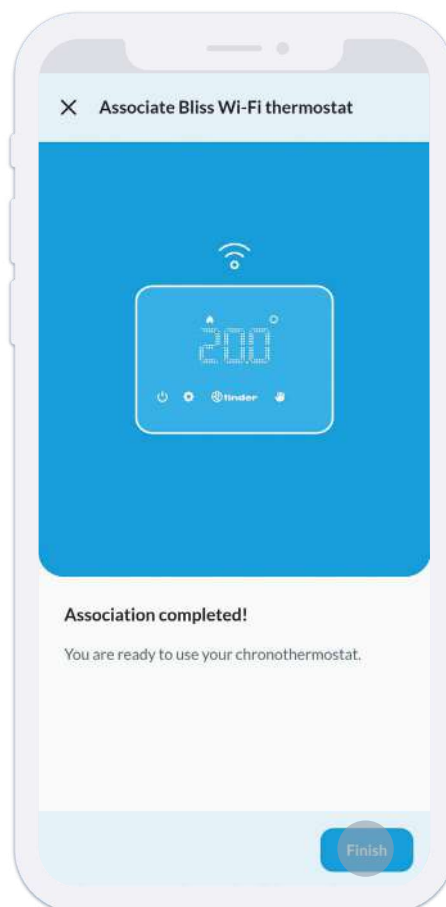 Associate Bliss Wi-Fi thermostat
20.0
finder
Association completed!
You are ready to use your chronothermostat.
Finish